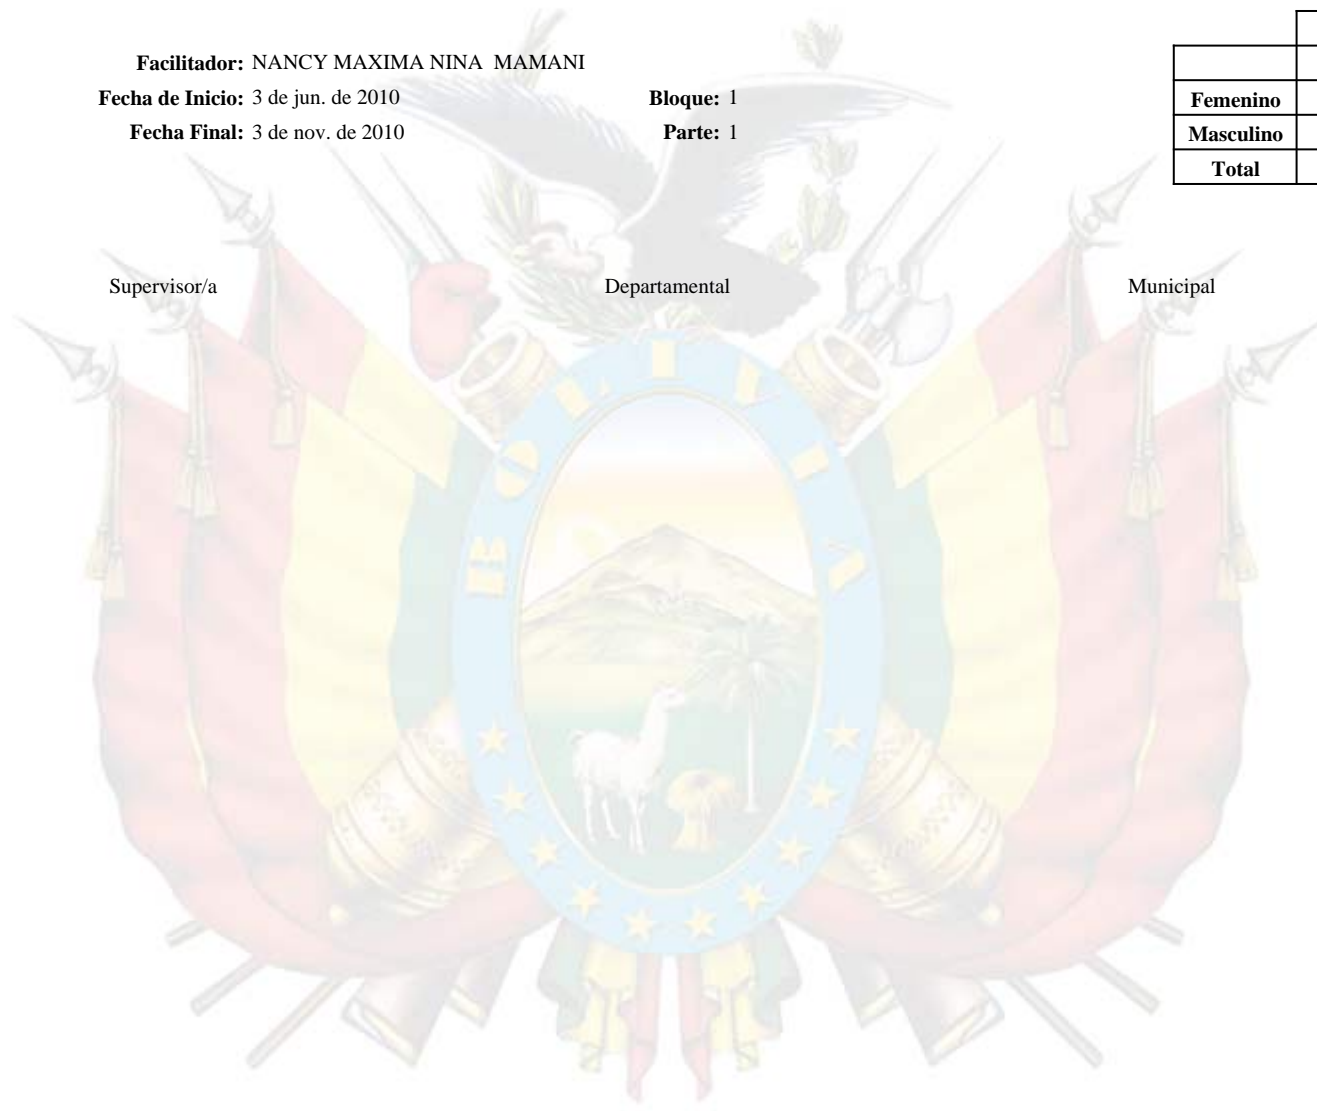 Facilitador: NANCY MAXIMA NINA MAMANI
Fecha de Inicio: 3 de jun. de 2010 Bloque: 1
Femenino
Fecha Final: 3 de nov. de 2010 Parte: 1
Masculino
Total
Supervisor/a Departamental Municipal
BOLIVIA